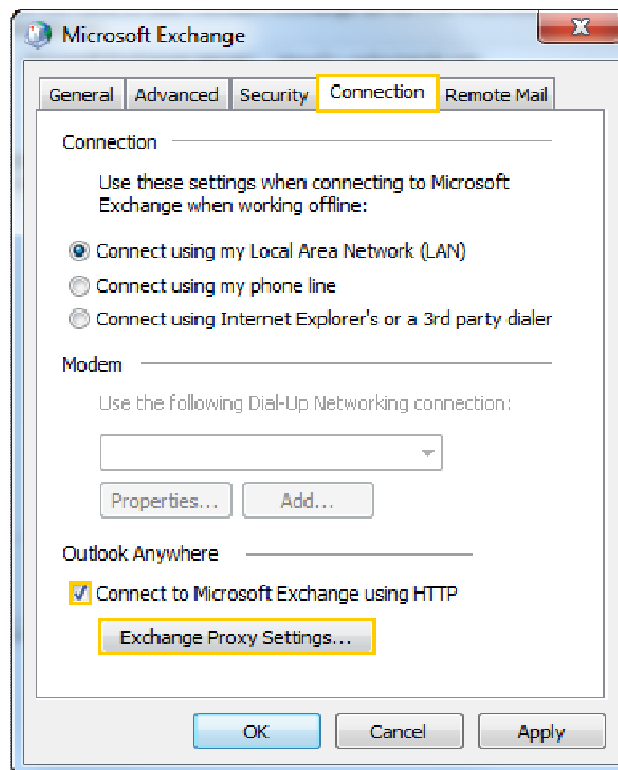 Microsoft Exchange
General Advanced Security Connection Remote Mail
Connection
Use these settings when connecting to Microsoft
Exchange when working offline:
Connect using my Local Area Network (LAN)
Connect using my phone line
Connect using Internet Explorer's or a 3rd party dialer
Modem
Use the following Dial-Up Networking connection:
Properties... Add...
Outlook Anywhere
Connect to Microsoft Exchange using HTTP
Exchange Proxy Settings...
OK Cancel Apply